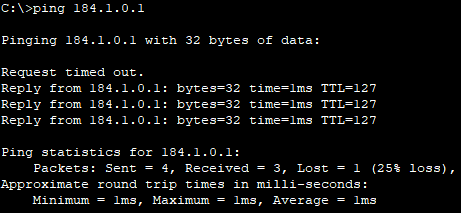 C:\>ping 184.1.0.1
Pinging 184.1.0.1 with 32 bytes of data:
Request timed out.
Reply from 184.1.0.1: bytes=32 time=1ms TTL=127
Reply from 184.1.0.1: bytes=32 time=1ms TTL=127
Reply from 184.1.0.1: bytes=32 time=1ms TTL=127
Ping statistics for 184.1.0.1:
Packets: Sent = 4, Received = 3, Lost = 1 (25% loss),
Approximate round trip times in milli-seconds:
Minimum = 1ms, Maximum = 1ms, Average = 1ms